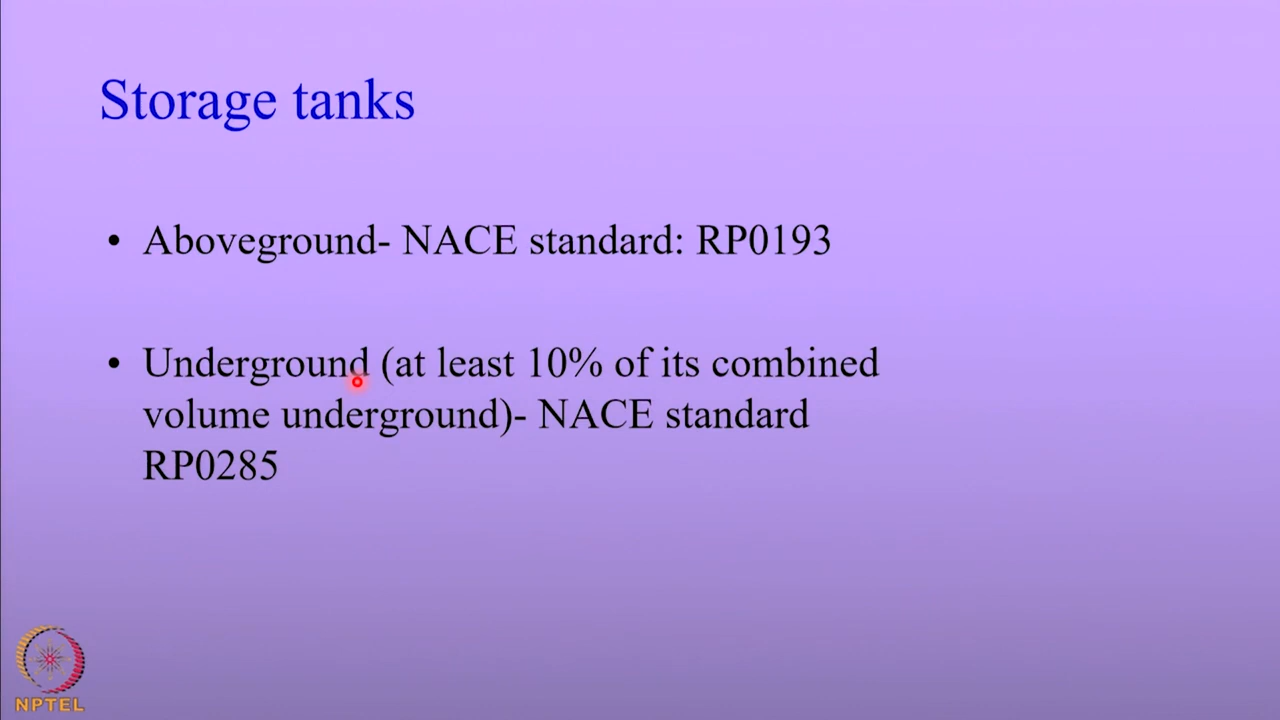 Storage tanks
• Aboveground- NACE standard: RP0193
• Underground (at least 10% of its combined
volume underground)- NACE standard
RP0285
NPTEL